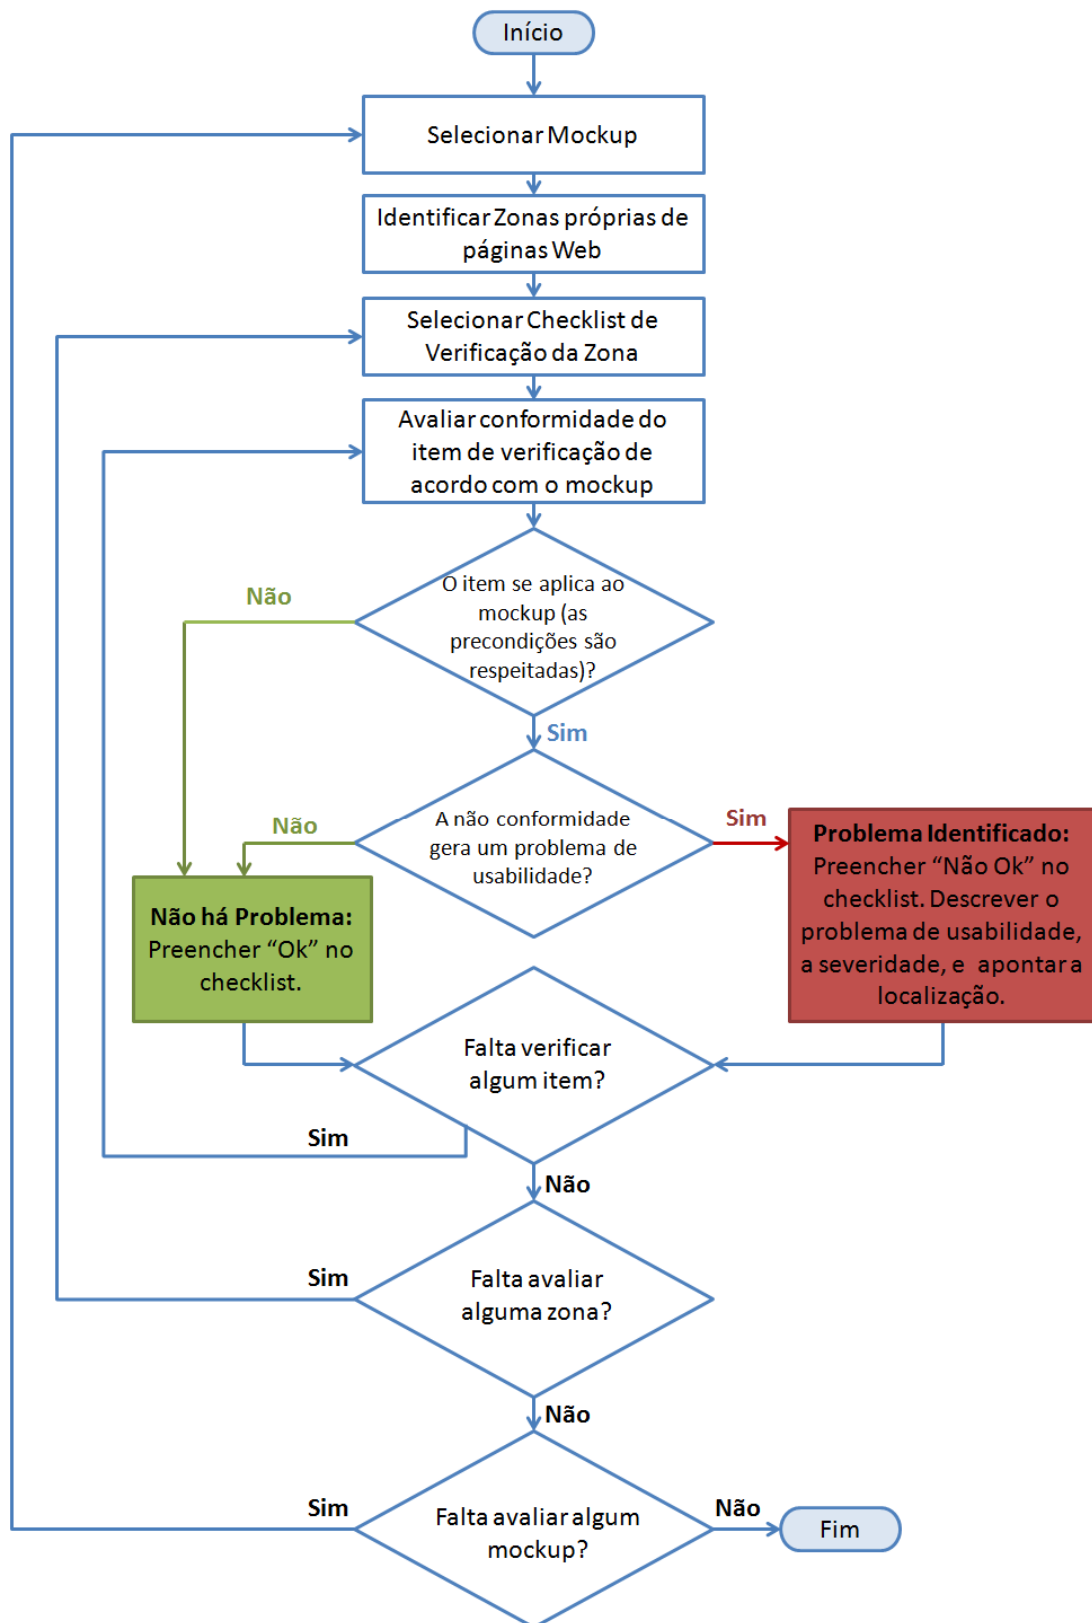 Início
Selecionar Mockup
Identificar Zonas próprias de
páginas Web
Selecionar Checklist de
Verificação da Zona
Avaliar conformidade do
item de verificação de
acordo com o mockup
O item se aplica ao
mockup (as
precondições são
respeitadas)?
Não
Sim
A não conformidade
gera um problema de
usabilidade?
Não
Sim
Não há Problema:
Preencher “Ok” no
checklist.
Problema Identificado:
Preencher “Não Ok” no
checklist. Descrever o
problema de usabilidade,
a severidade, e apontar a
localização.
Falta verificar
algum item?
Sim
Não
Falta avaliar
alguma zona?
Sim
Não
Falta avaliar algum
mockup?
Sim
Não
Fim